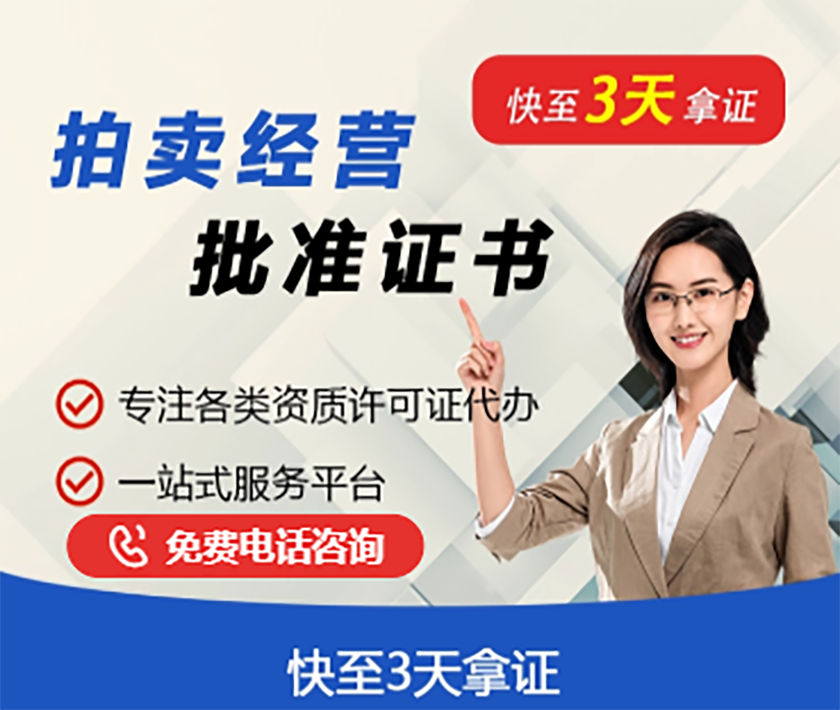 快至3天拿证
拍卖经营
批准证书
专注各类资质许可证代办
一站式服务平台
免费电话咨询
快至3天拿证